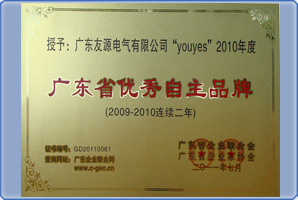 授予：广东友源电气有限公司“youyes”2010年度
广东省优秀自主品牌
(2009-2010连续二年)
证书编号：GD20110061
查询网址：广东企业联合网
www.c-gec.cn
广东省企业联合会
广东省企业家协会
二〇一一年七月